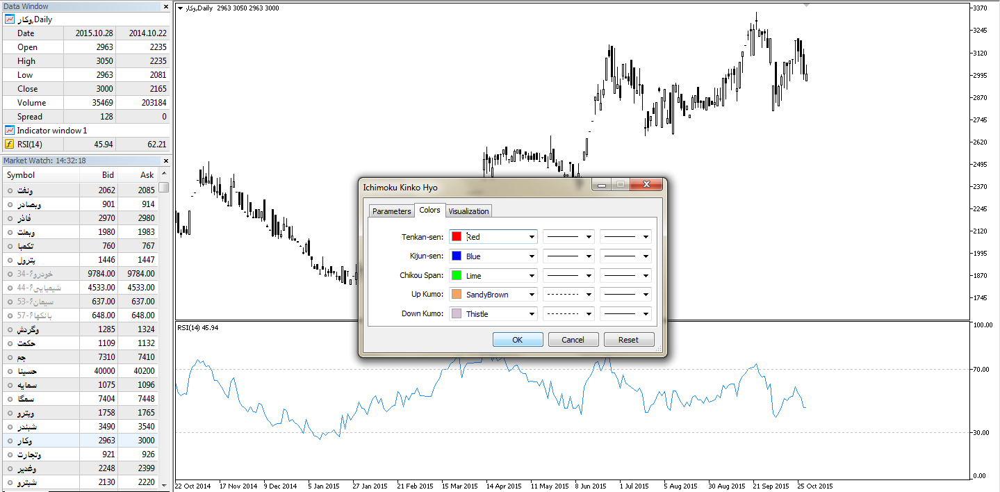 Data Window
وکار,Daily
Date 2015.10.28 2014.10.22
Open 2963 2235
High 3050 2235
Low 2963 2081
Close 3000 2165
Volume 35469 203184
Spread 128 0
Indicator window 1
RSI(14) 45.94 62.21
Market Watch: 14:32:18
Symbol Bid Ask
ونفت 2062 2085
وبصادر 901 914
فاذر 2970 2980
وبملت 1980 1983
تکمبا 760 767
پترول 1446 1447
خودرو۶-34 9784.00 9784.00
شیمیایی۶-44 4533.00 4533.00
سیمان۶-53 637.00 637.00
بانکها۶-57 648.00 648.00
وگردش 1285 1324
حکمت 1109 1132
جم 7310 7410
حسینا 40000 40200
سمایه 1075 1096
سمگا 7404 7448
وپترو 1758 1765
شبندر 3490 3540
وکار 2963 3000
وتجارت 921 926
وغدیر 2248 2399
شپترو 2130 2220
وکار,Daily 2963 3050 2963 3000
3370
3245
3120
2995
2870
2745
2620
2495
2370
2245
2120
1995
1870
1745
Ichimoku Kinko Hyo
Parameters Colors Visualization
Tenkan-sen: Red
Kijun-sen: Blue
Chikou Span: Lime
Up Kumo: SandyBrown
Down Kumo: Thistle
OK Cancel Reset
RSI(14) 45.94
100.00
70.00
30.00
0.00
22 Oct 2014 17 Nov 2014 9 Dec 2014 5 Jan 2015 27 Jan 2015 21 Feb 2015 15 Mar 2015 14 Apr 2015 11 May 2015 8 Jun 2015 1 Jul 2015 5 Aug 2015 30 Aug 2015 21 Sep 2015 25 Oct 2015